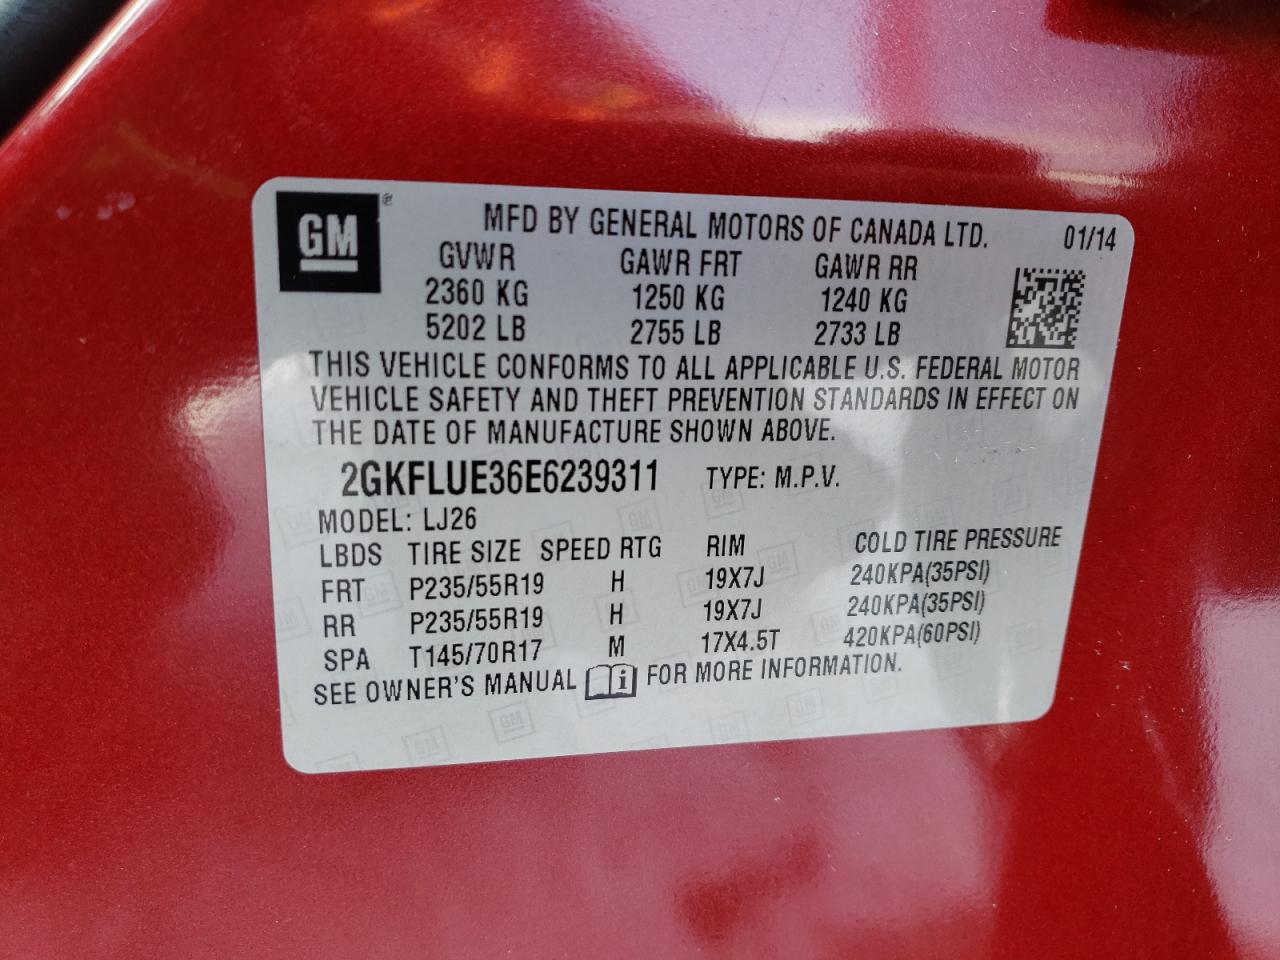 GM ®
MFD BY GENERAL MOTORS OF CANADA LTD. 01/14
GVWR GAWR FRT GAWR RR
2360 KG 1250 KG 1240 KG
5202 LB 2755 LB 2733 LB
THIS VEHICLE CONFORMS TO ALL APPLICABLE U.S. FEDERAL MOTOR
VEHICLE SAFETY AND THEFT PREVENTION STANDARDS IN EFFECT ON
THE DATE OF MANUFACTURE SHOWN ABOVE.
2GKFLUE36E6239311 TYPE: M.P.V.
MODEL: LJ26
LBDS TIRE SIZE SPEED RTG RIM COLD TIRE PRESSURE
FRT P235/55R19 H 19X7J 240KPA(35PSI)
RR P235/55R19 H 19X7J 240KPA(35PSI)
SPA T145/70R17 M 17X4.5T 420KPA(60PSI)
SEE OWNER'S MANUAL i FOR MORE INFORMATION.